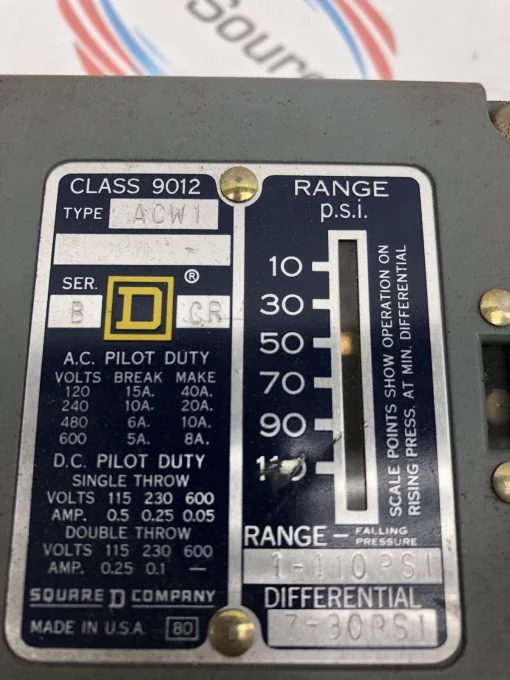 Source
CLASS 9012
TYPE ACW1
SER. B D ® CR
A.C. PILOT DUTY
VOLTS BREAK MAKE
120 15A. 40A.
240 10A. 20A.
480 6A. 10A.
600 5A. 8A.
D.C. PILOT DUTY
SINGLE THROW
VOLTS 115 230 600
AMP. 0.5 0.25 0.05
DOUBLE THROW
VOLTS 115 230 600
AMP. 0.25 0.1 —
SQUARE D COMPANY
MADE IN U.S.A. 80
RANGE
p.s.i.
10
30
50
70
90
110
SCALE POINTS SHOW OPERATION ON
RISING PRESS. AT MIN. DIFFERENTIAL
RANGE – FALLING PRESSURE
1-110PSI
DIFFERENTIAL
7-30PSI